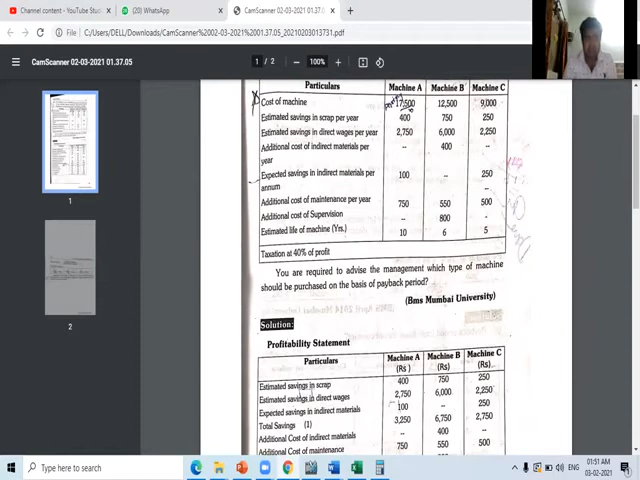 Channel content - YouTube Stud
(20) WhatsApp
CamScanner 02-03-2021 01.37.05
File
C:/Users/DELL/Downloads/CamScanner%2002-03-2021%2001.37.05_20210203013731.pdf
CamScanner 02-03-2021 01.37.05
1 / 2
100%
1
2
Particulars Machine A Machine B Machine C
Cost of machine 17,500 12,500 9,000
Estimated savings in scrap per year 400 750 250
Estimated savings in direct wages per year 2,750 6,000 2,250
Additional cost of indirect materials per -- 400 --
year
Expected savings in indirect materials per 100 -- 250
annum --
Additional cost of maintenance per year 750 550 500
Additional cost of Supervision -- 800 -
Estimated life of machine (Yrs.) 10 6 5
Taxation at 40% of profit
You are required to advise the management which type of machine
should be purchased on the basis of payback period?
(Bms Mumbai University)
Solution:
Profitability Statement
Particulars Machine A Machine B Machine C
(Rs) (Rs) (Rs)
Estimated savings in scrap 400 750 250
Estimated savings in direct wages 2,750 6,000 2,250
Expected savings in indirect materials 100 -- 250
Total Savings (1) 3,250 6,750 2,750
Additional Cost of indirect materials 400
Additional Cost of maintenance 750 550 500
Type here to search
ENG
01:51 AM
3-02-2021